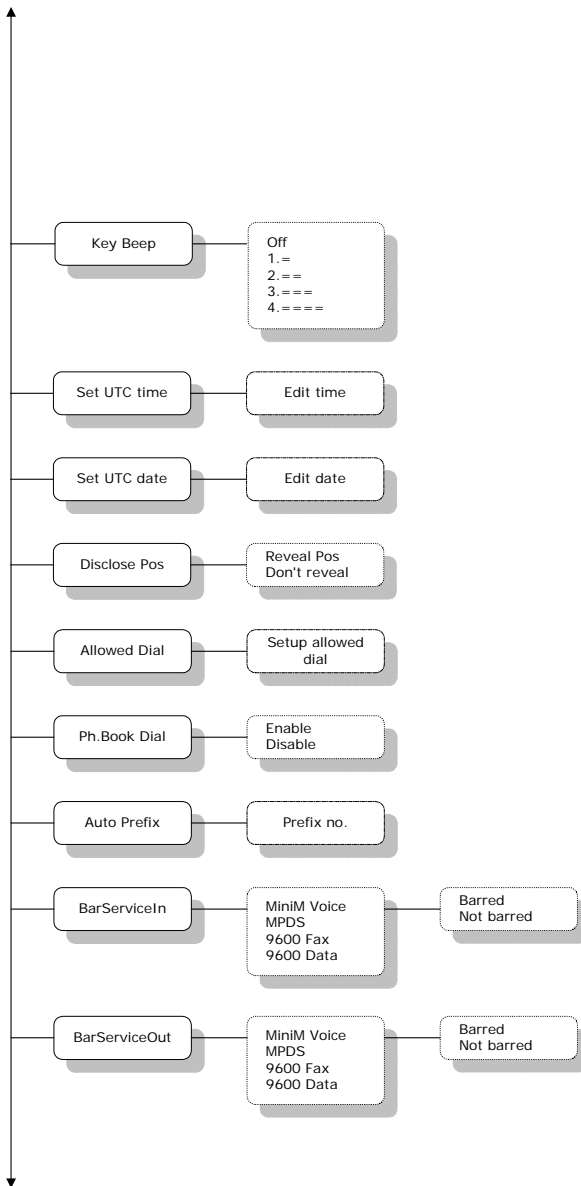 Key Beep
Off
1.=
2.==
3.===
4.====
Set UTC time
Edit time
Set UTC date
Edit date
Disclose Pos
Reveal Pos
Don't reveal
Allowed Dial
Setup allowed
dial
Ph.Book Dial
Enable
Disable
Auto Prefix
Prefix no.
BarServiceIn
MiniM Voice
MPDS
9600 Fax
9600 Data
Barred
Not barred
BarServiceOut
MiniM Voice
MPDS
9600 Fax
9600 Data
Barred
Not barred